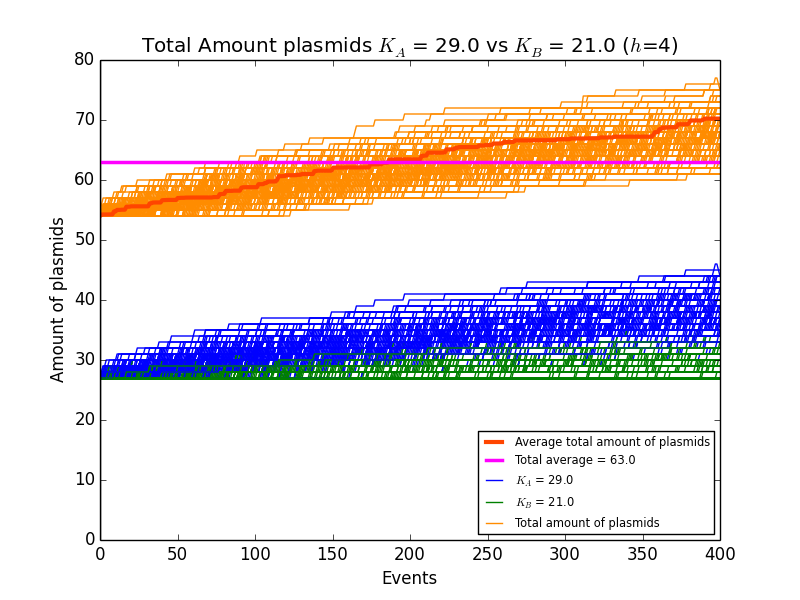 Total Amount plasmids K_A = 29.0 vs K_B = 21.0 (h=4)
80
70
60
50
40
30
20
10
0
Amount of plasmids
Average total amount of plasmids
Total average = 63.0
K_A = 29.0
K_B = 21.0
Total amount of plasmids
0 50 100 150 200 250 300 350 400
Events